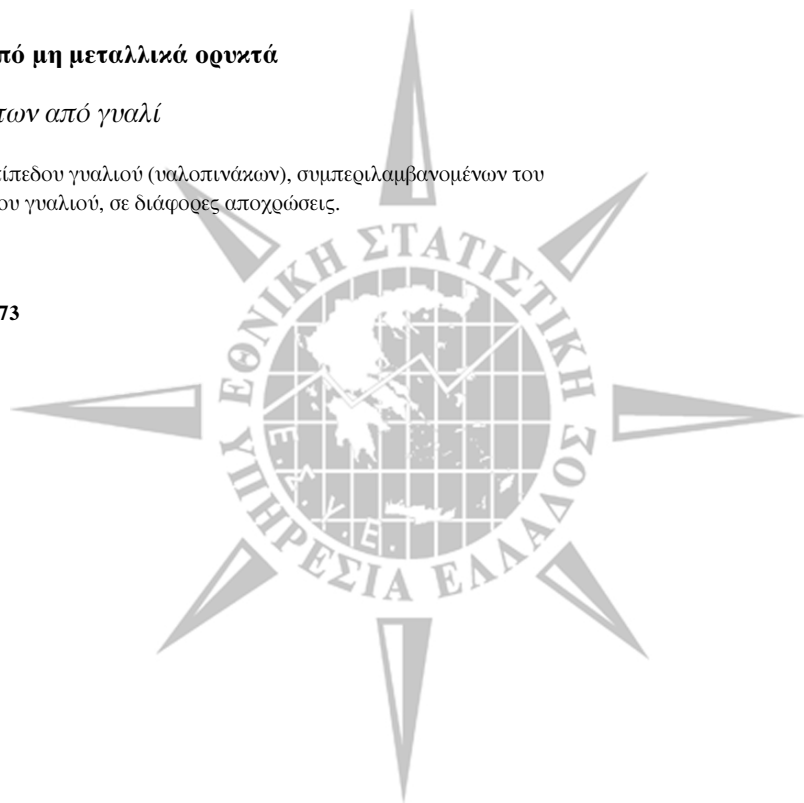 πό μη μεταλλικά ορυκτά
των από γυαλί
ίπεδου γυαλιού (υαλοπινάκων), συμπεριλαμβανομένων του
ου γυαλιού, σε διάφορες αποχρώσεις.
73
ΕΘΝΙΚΗ ΣΤΑΤΙΣΤΙΚΗ
ΥΠΗΡΕΣΙΑ ΕΛΛΑΔΟΣ
Ε.Σ.Υ.Ε.